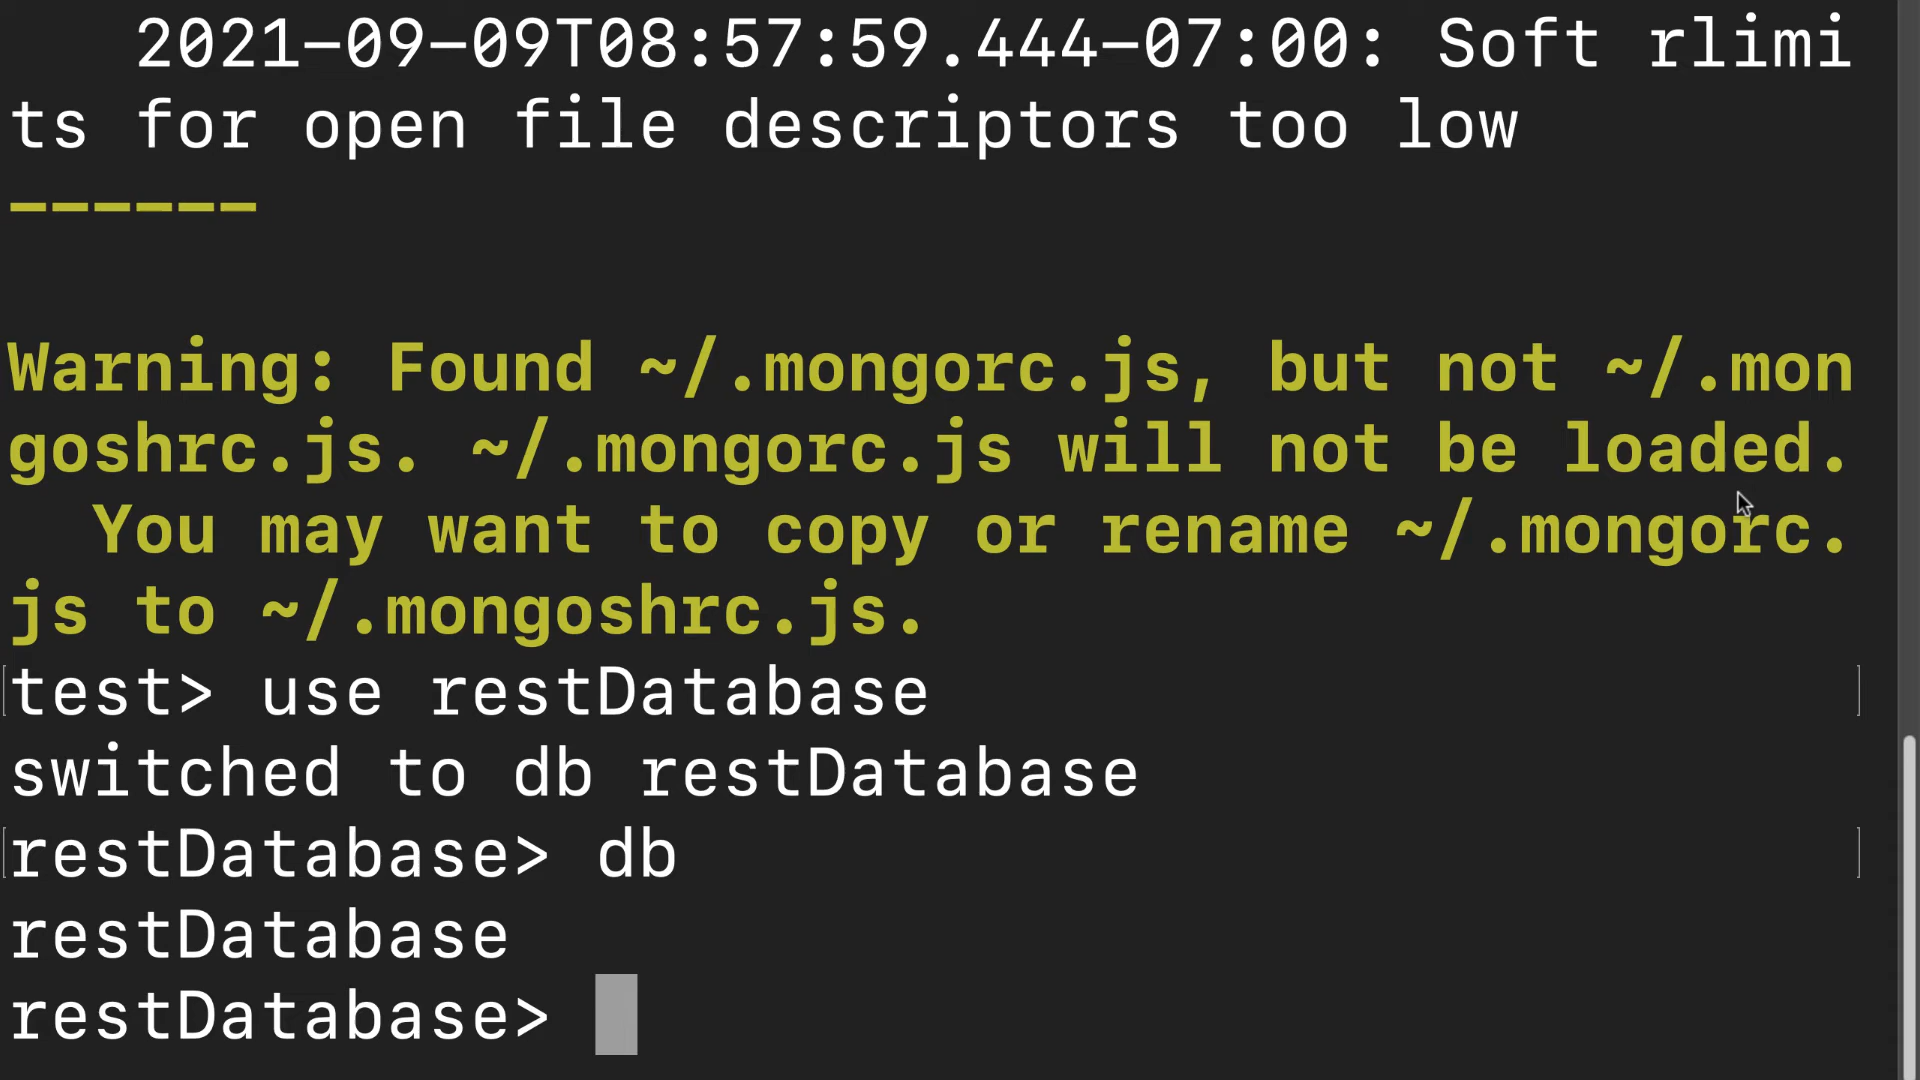 2021-09-09T08:57:59.444-07:00: Soft rlimi
ts for open file descriptors too low
------
Warning: Found ~/.mongorc.js, but not ~/.mon
goshrc.js. ~/.mongorc.js will not be loaded.
You may want to copy or rename ~/.mongorc.
js to ~/.mongoshrc.js.
[test> use restDatabase ]
switched to db restDatabase
[restDatabase> db ]
restDatabase
restDatabase>